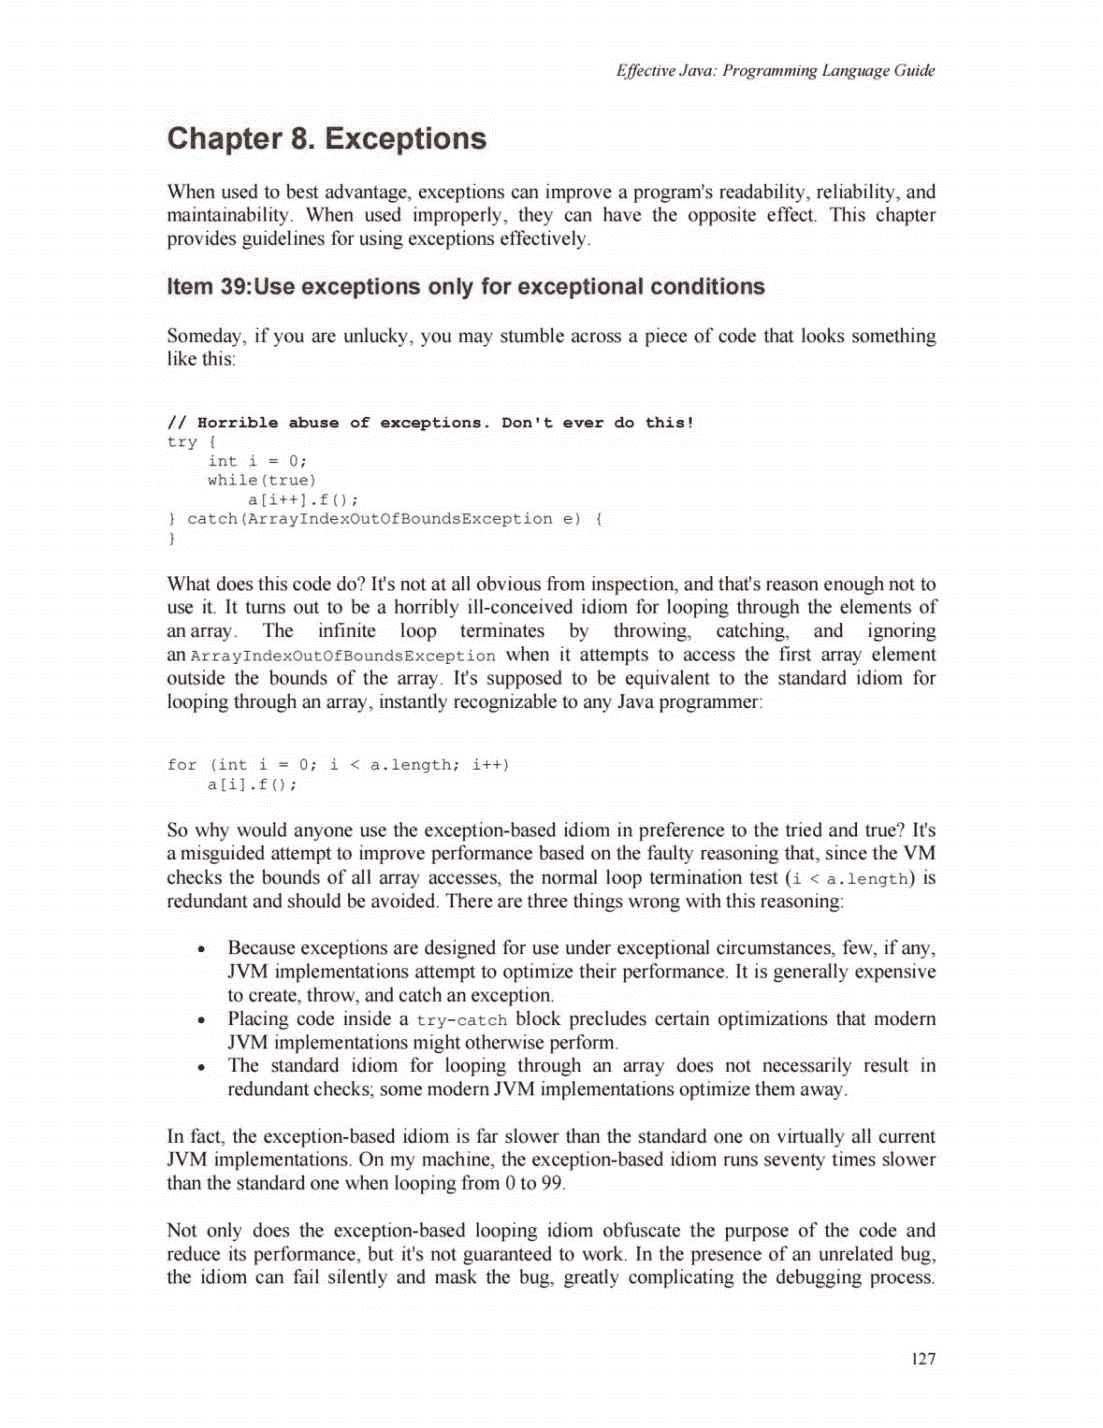 Effective Java: Programming Language Guide
Chapter 8. Exceptions
When used to best advantage, exceptions can improve a program's readability, reliability, and
maintainability. When used improperly, they can have the opposite effect. This chapter
provides guidelines for using exceptions effectively.
Item 39:Use exceptions only for exceptional conditions
Someday, if you are unlucky, you may stumble across a piece of code that looks something
like this:
// Horrible abuse of exceptions. Don't ever do this!
try {
    int i = 0;
    while(true)
        a[i++].f();
} catch(ArrayIndexOutOfBoundsException e) {
}
What does this code do? It's not at all obvious from inspection, and that's reason enough not to
use it. It turns out to be a horribly ill-conceived idiom for looping through the elements of
an array. The infinite loop terminates by throwing, catching, and ignoring
an ArrayIndexOutOfBoundsException when it attempts to access the first array element
outside the bounds of the array. It's supposed to be equivalent to the standard idiom for
looping through an array, instantly recognizable to any Java programmer:
for (int i = 0; i < a.length; i++)
    a[i].f();
So why would anyone use the exception-based idiom in preference to the tried and true? It's
a misguided attempt to improve performance based on the faulty reasoning that, since the VM
checks the bounds of all array accesses, the normal loop termination test (i < a.length) is
redundant and should be avoided. There are three things wrong with this reasoning:
• Because exceptions are designed for use under exceptional circumstances, few, if any,
JVM implementations attempt to optimize their performance. It is generally expensive
to create, throw, and catch an exception.
• Placing code inside a try-catch block precludes certain optimizations that modern
JVM implementations might otherwise perform.
• The standard idiom for looping through an array does not necessarily result in
redundant checks; some modern JVM implementations optimize them away.
In fact, the exception-based idiom is far slower than the standard one on virtually all current
JVM implementations. On my machine, the exception-based idiom runs seventy times slower
than the standard one when looping from 0 to 99.
Not only does the exception-based looping idiom obfuscate the purpose of the code and
reduce its performance, but it's not guaranteed to work. In the presence of an unrelated bug,
the idiom can fail silently and mask the bug, greatly complicating the debugging process.
127